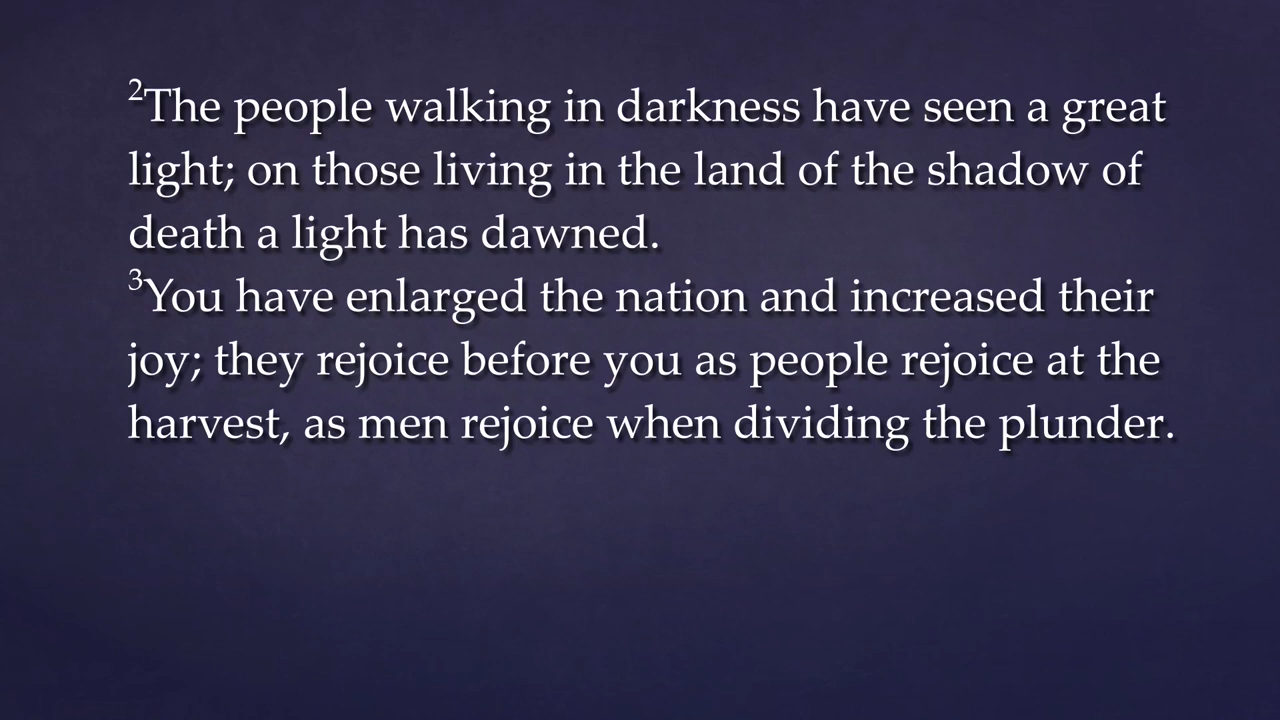 ²The people walking in darkness have seen a great
light; on those living in the land of the shadow of
death a light has dawned.
³You have enlarged the nation and increased their
joy; they rejoice before you as people rejoice at the
harvest, as men rejoice when dividing the plunder.